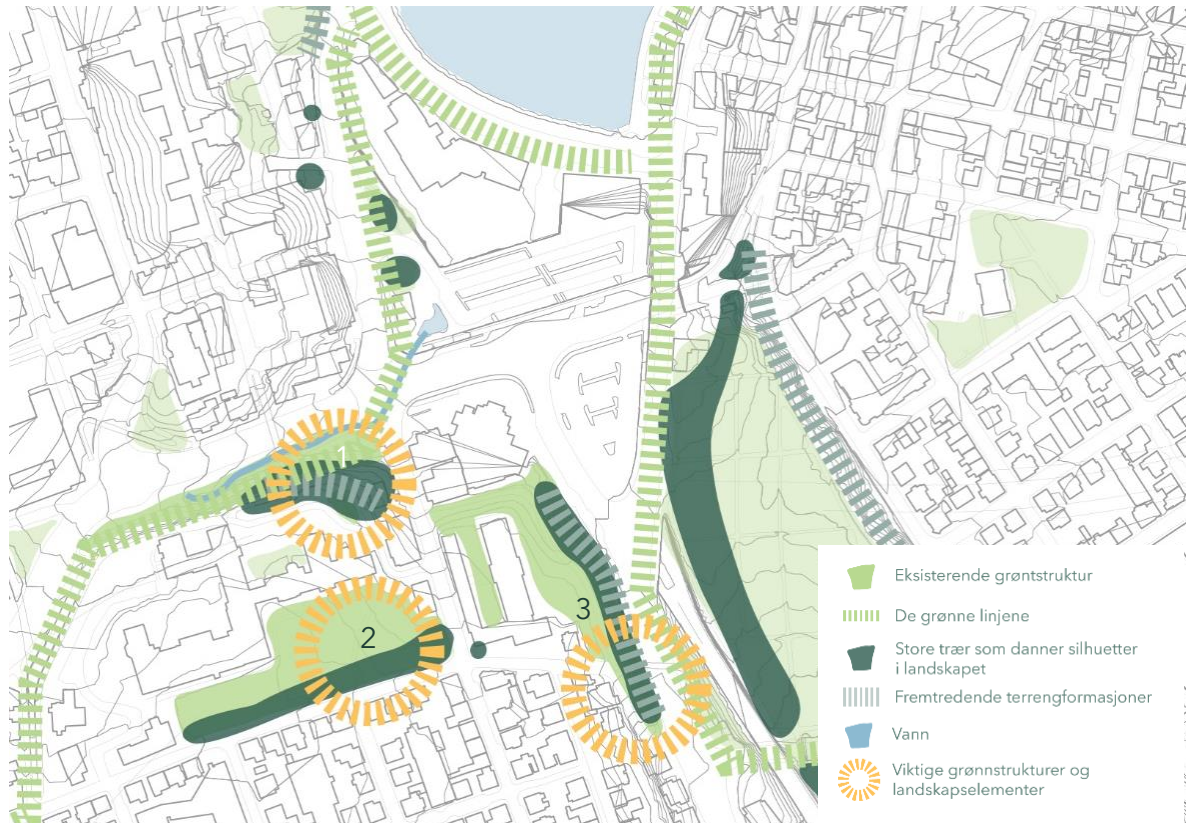 1
2
3
Eksisterende grøntstruktur
De grønne linjene
Store trær som danner silhuetter
i landskapet
Fremtredende terrengformasjoner
Vann
Viktige grønnstrukturer og
landskapselementer